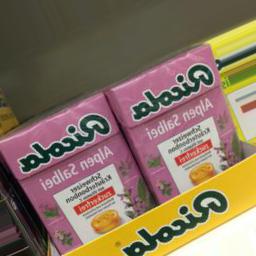 Ricola
Alpen Salbei
Schweizer
Kräuterbonbon
zuckerfrei
Ricola
Alpen Salbei
Schweizer
Kräuterbonbon
zuckerfrei
Ricola